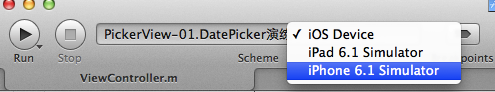 PickerView-01.DatePicker演练
iOS Device
iPad 6.1 Simulator
iPhone 6.1 Simulator
Run
Stop
Scheme
ViewController.m